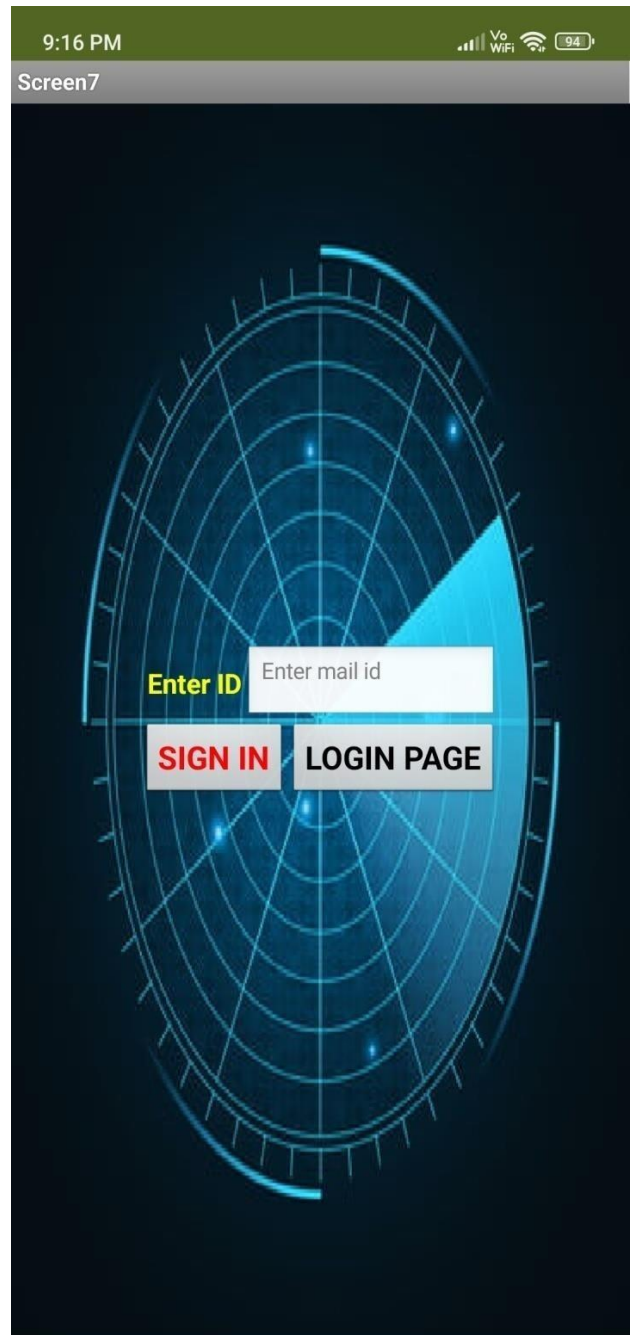 9:16 PM Vo WiFi 94
Screen7
Enter ID Enter mail id
SIGN IN LOGIN PAGE